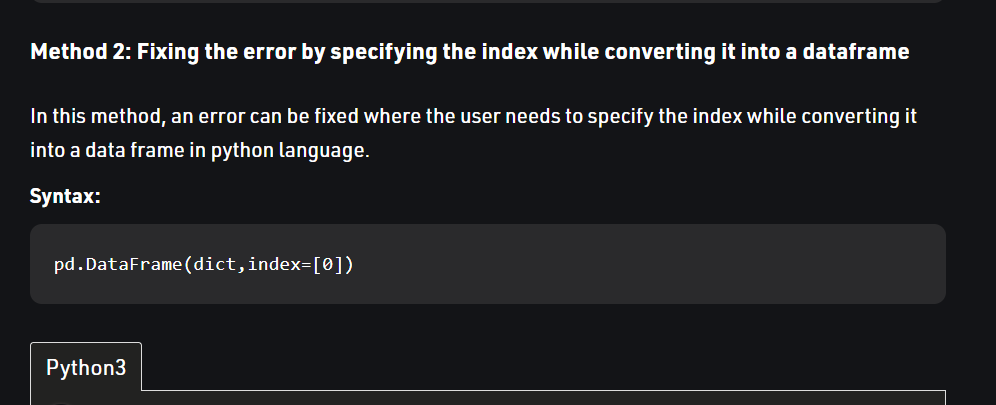 Method 2: Fixing the error by specifying the index while converting it into a dataframe
In this method, an error can be fixed where the user needs to specify the index while converting it
into a data frame in python language.
Syntax:
pd.DataFrame(dict,index=[0])
Python3